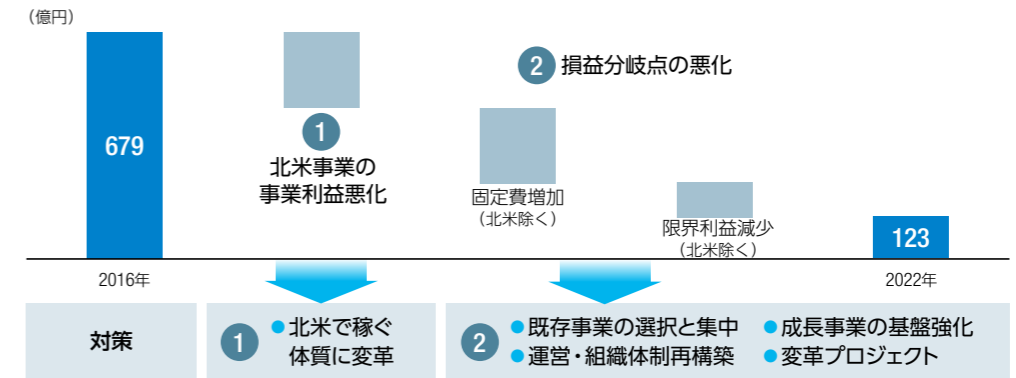 （億円）
679
1
北米事業の
事業利益悪化
2 損益分岐点の悪化
固定費増加
（北米除く）
限界利益減少
（北米除く）
123
2016年
2022年
対策
1
●北米で稼ぐ
体質に変革
2
●既存事業の選択と集中
●運営・組織体制再構築
●成長事業の基盤強化
●変革プロジェクト